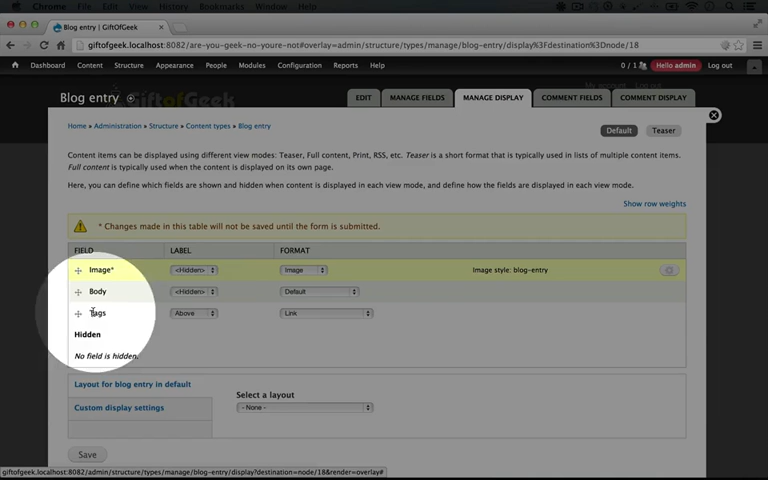 Chrome File Edit View History Bookmarks Window Help
Blog entry | GiftOfGeek
giftofgeek.localhost:8082/are-you-geek-no-youre-not#overlay=admin/structure/types/manage/blog-entry/display%3Fdestination%3Dnode/18
Dashboard Content Structure Appearance People Modules Configuration Reports Help 0 / 1 Hello admin Log out
My account Log out
Blog entry GiftofGeek EDIT MANAGE FIELDS MANAGE DISPLAY COMMENT FIELDS COMMENT DISPLAY
Home » Administration » Structure » Content types » Blog entry
Default Teaser
Content items can be displayed using different view modes: Teaser, Full content, Print, RSS, etc. Teaser is a short format that is typically used in lists of multiple content items.
Full content is typically used when the content is displayed on its own page.
Here, you can define which fields are shown and hidden when content is displayed in each view mode, and define how the fields are displayed in each view mode.
Show row weights
* Changes made in this table will not be saved until the form is submitted.
FIELD LABEL FORMAT
Image* <Hidden> Image Image style: blog-entry
Body <Hidden> Default
Tags Above Link
Hidden
No field is hidden.
Layout for blog entry in default
Custom display settings
Select a layout
- None -
Save
giftofgeek.localhost:8082/admin/structure/types/manage/blog-entry/display?destination=node/18&render=overlay#